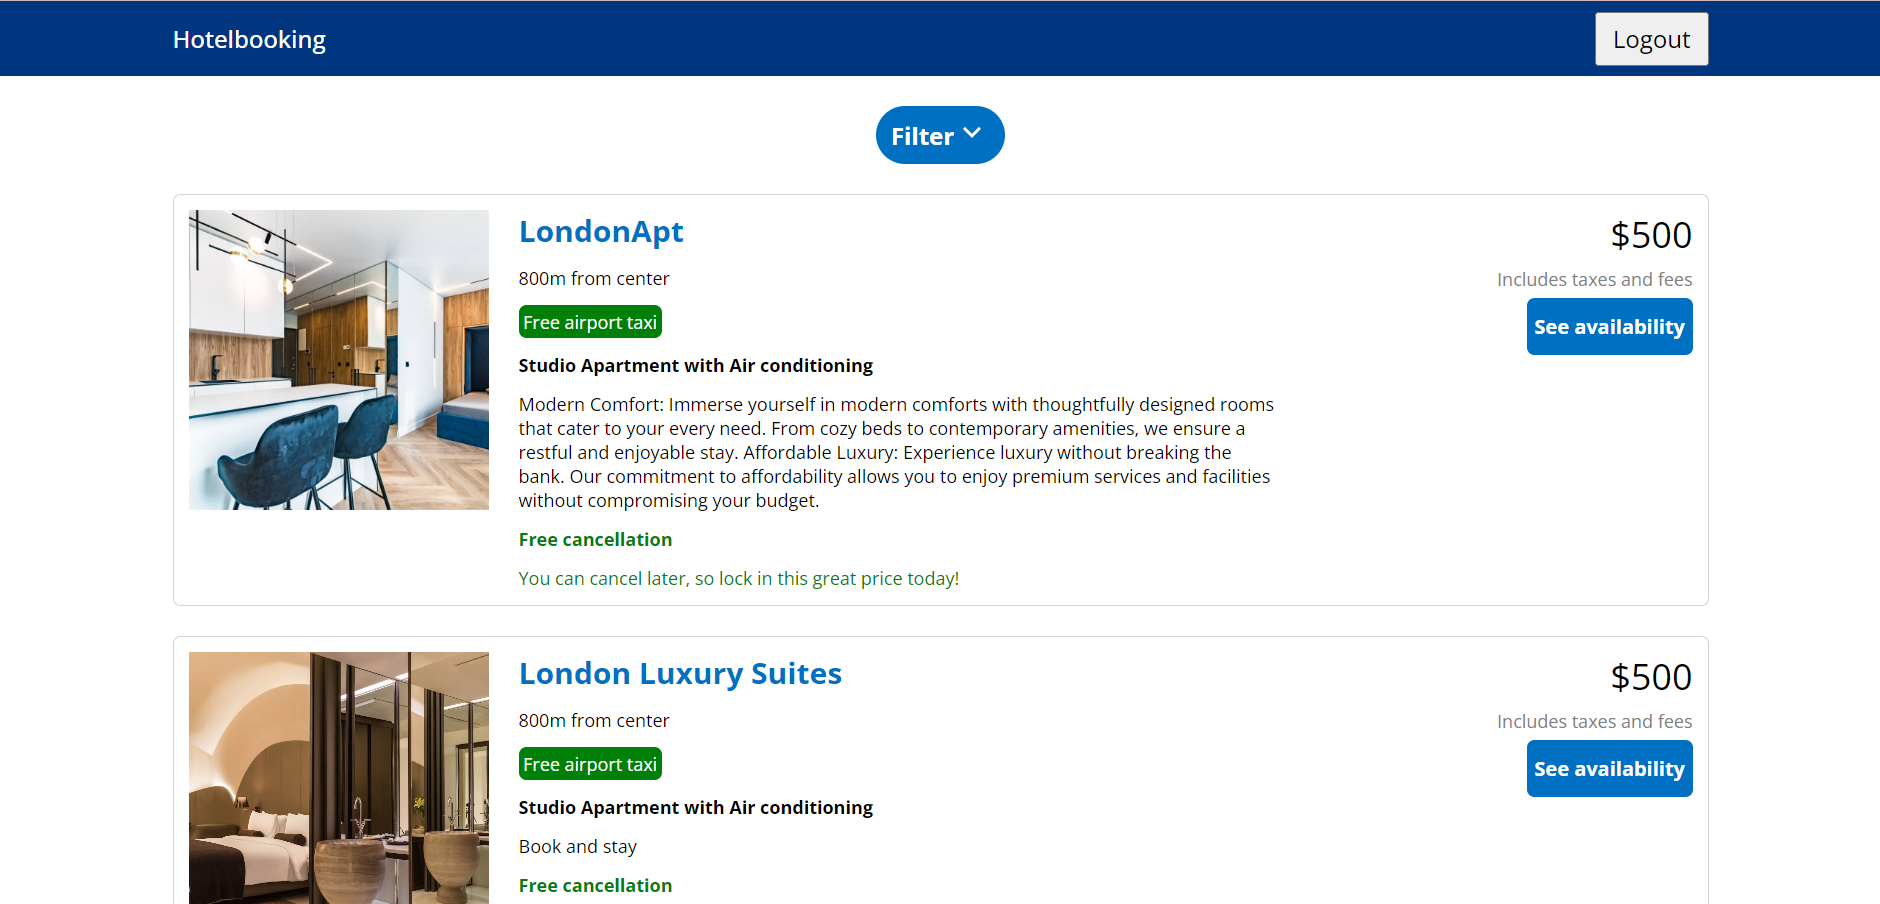 Hotelbooking
Logout
Filter
LondonApt
$500
800m from center
Includes taxes and fees
Free airport taxi
See availability
Studio Apartment with Air conditioning
Modern Comfort: Immerse yourself in modern comforts with thoughtfully designed rooms
that cater to your every need. From cozy beds to contemporary amenities, we ensure a
restful and enjoyable stay. Affordable Luxury: Experience luxury without breaking the
bank. Our commitment to affordability allows you to enjoy premium services and facilities
without compromising your budget.
Free cancellation
You can cancel later, so lock in this great price today!
London Luxury Suites
$500
800m from center
Includes taxes and fees
Free airport taxi
See availability
Studio Apartment with Air conditioning
Book and stay
Free cancellation